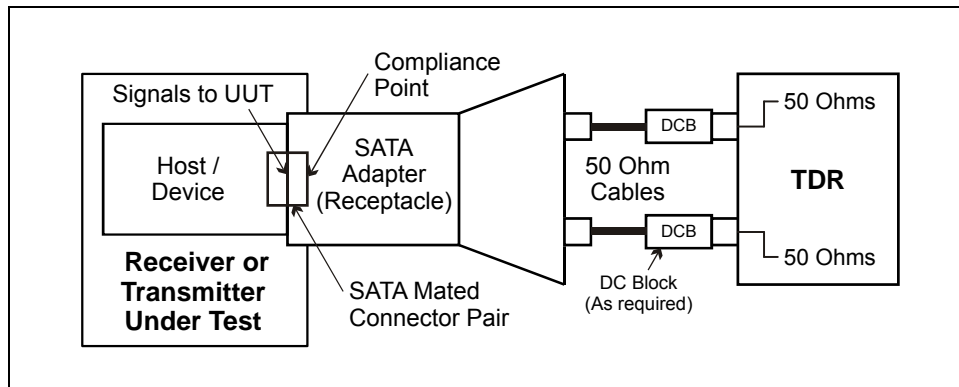 Signals to UUT
Compliance
Point
Host /
Device
SATA
Adapter
(Receptacle)
Receiver or
Transmitter
Under Test
SATA Mated
Connector Pair
DCB
50 Ohm
Cables
DCB
DC Block
(As required)
50 Ohms
TDR
50 Ohms